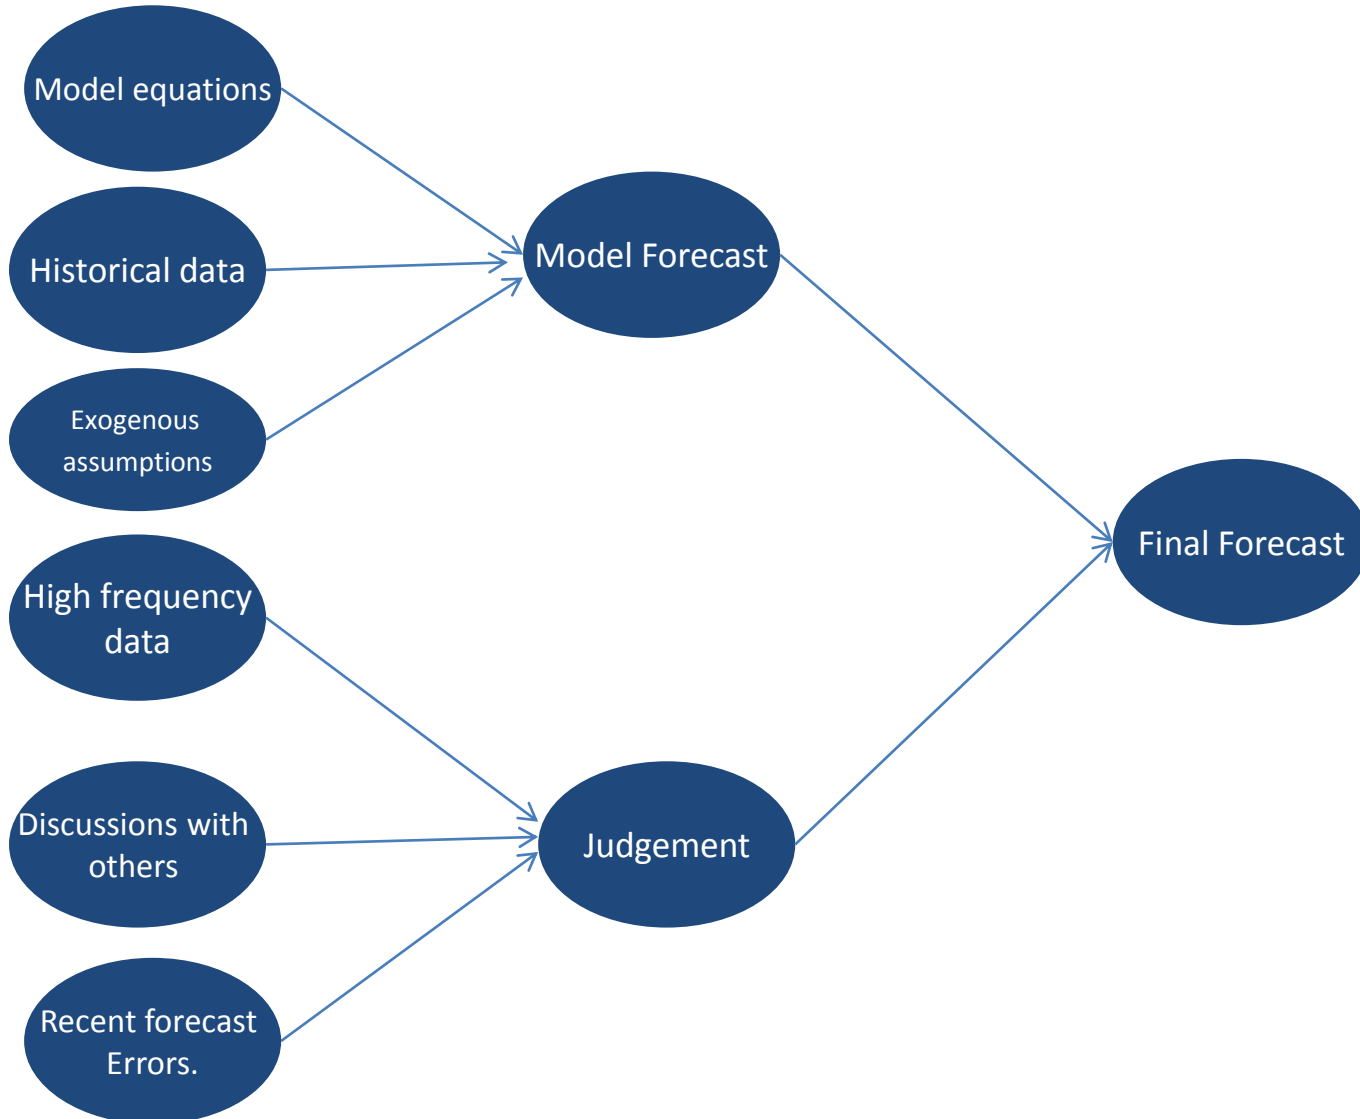 Model equations
Historical data
Exogenous
assumptions
High frequency
data
Discussions with
others
Recent forecast
Errors.
Model Forecast
Judgement
Final Forecast